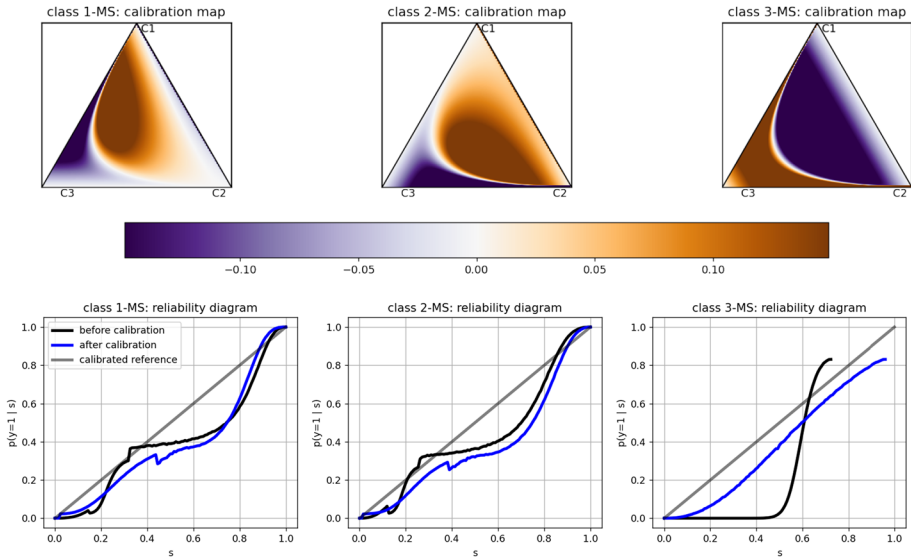 class 1-MS: calibration map
class 2-MS: calibration map
class 3-MS: calibration map
C1
C1
C1
C3
C2
C3
C2
C3
C2
−0.10
−0.05
0.00
0.05
0.10
class 1-MS: reliability diagram
class 2-MS: reliability diagram
class 3-MS: reliability diagram
before calibration
after calibration
calibrated reference
p(y=1 | s)
1.0
0.8
0.6
0.4
0.2
0.0
0.0 0.2 0.4 0.6 0.8 1.0
s
p(y=1 | s)
1.0
0.8
0.6
0.4
0.2
0.0
0.0 0.2 0.4 0.6 0.8 1.0
s
p(y=1 | s)
1.0
0.8
0.6
0.4
0.2
0.0
0.0 0.2 0.4 0.6 0.8 1.0
s